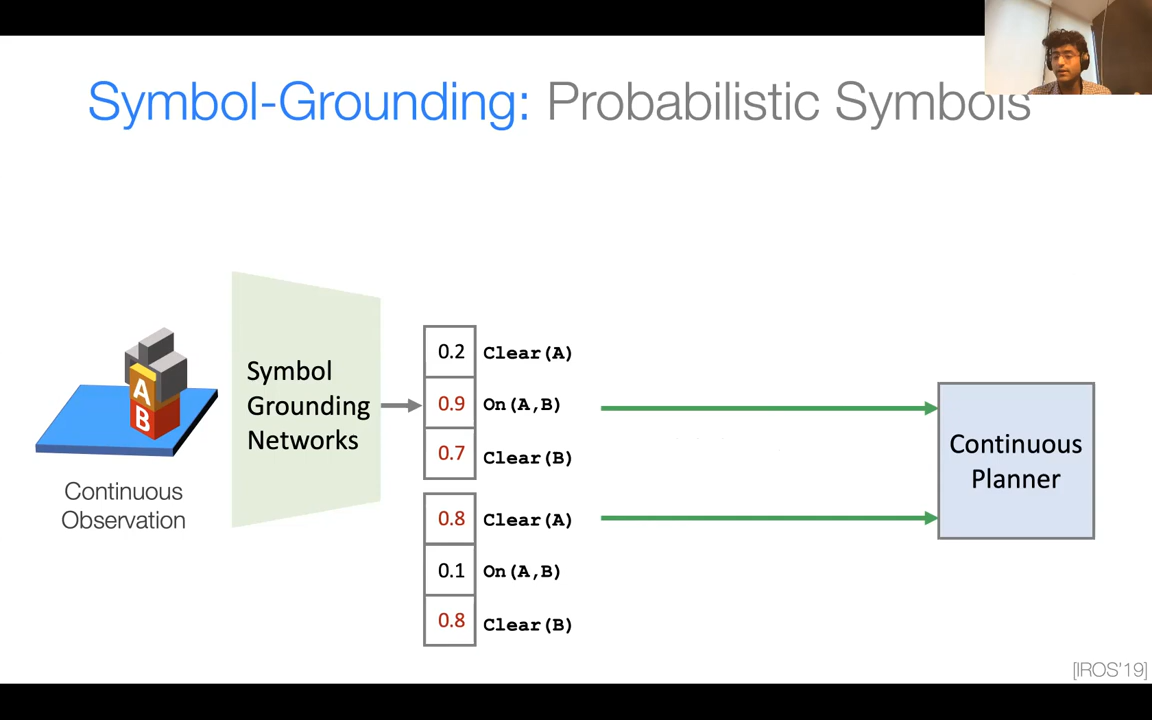 Symbol-Grounding: Probabilistic Symbols
A
B
Continuous
Observation
Symbol
Grounding
Networks
0.2 Clear(A)
0.9 On(A,B)
0.7 Clear(B)
0.8 Clear(A)
0.1 On(A,B)
0.8 Clear(B)
Continuous
Planner
[IROS'19]